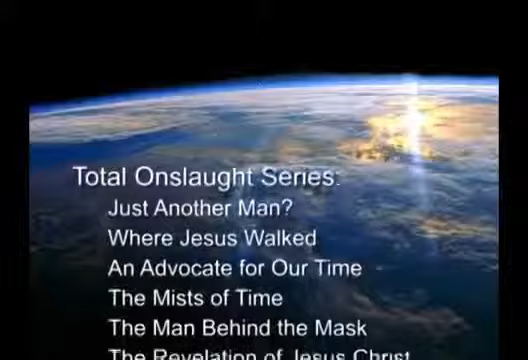 Total Onslaught Series:
Just Another Man?
Where Jesus Walked
An Advocate for Our Time
The Mists of Time
The Man Behind the Mask
The Revelation of Jesus Christ